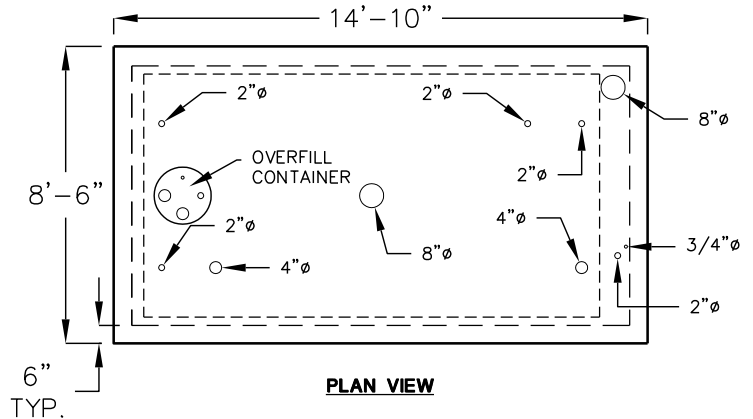 14'-10"
2"ø
2"ø
8"ø
OVERFILL
CONTAINER
2"ø
8'-6"
2"ø
4"ø
8"ø
4"ø
3/4"ø
2"ø
6"
TYP.
PLAN VIEW